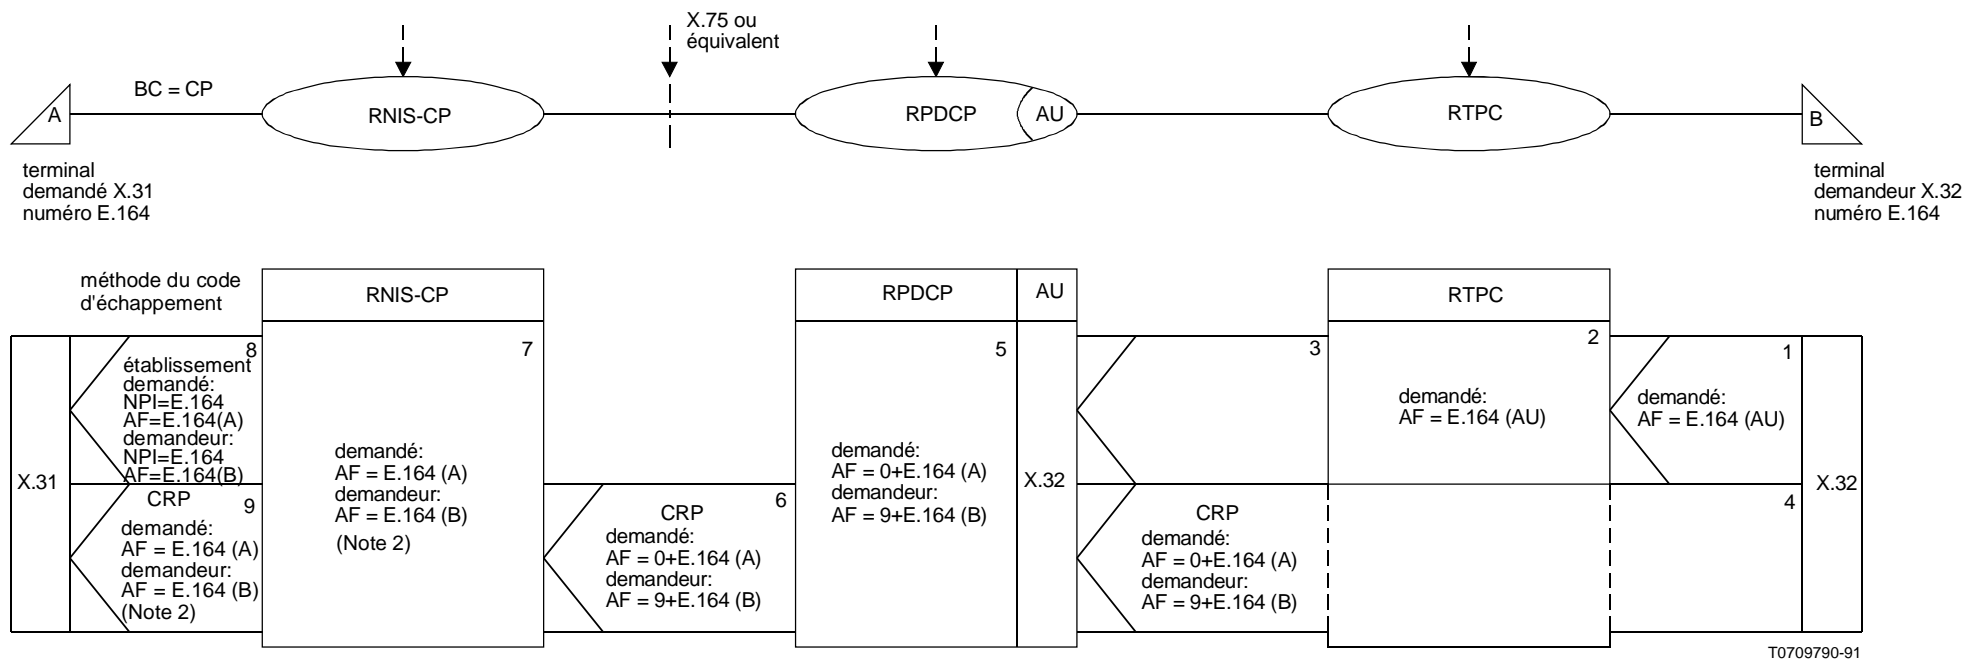 X.75 ou
équivalent
BC = CP
A
RNIS-CP
RPDCP
AU
RTPC
B
terminal
demandé X.31
numéro E.164
terminal
demandeur X.32
numéro E.164
méthode du code
d'échappement
RNIS-CP
RPDCP
AU
RTPC
X.31
8
établissement
demandé:
NPI=E.164
AF=E.164(A)
demandeur:
NPI=E.164
AF=E.164(B)
CRP
9
demandé:
AF = E.164 (A)
demandeur:
AF = E.164 (B)
(Note 2)
7
demandé:
AF = E.164 (A)
demandeur:
AF = E.164 (B)
(Note 2)
6
CRP
demandé:
AF = 0+E.164 (A)
demandeur:
AF = 9+E.164 (B)
5
demandé:
AF = 0+E.164 (A)
demandeur:
AF = 9+E.164 (B)
X.32
3
CRP
demandé:
AF = 0+E.164 (A)
demandeur:
AF = 9+E.164 (B)
2
demandé:
AF = E.164 (AU)
1
demandé:
AF = E.164 (AU)
4
X.32
T0709790-91